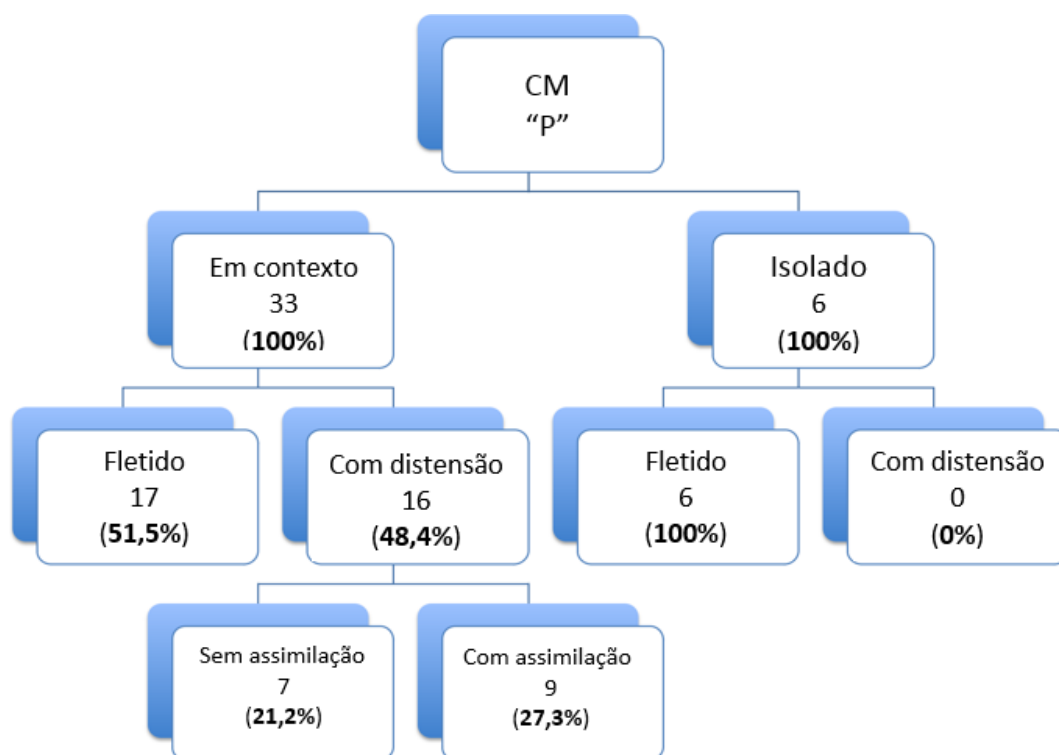 CM
“P”
Em contexto
33
(100%)
Isolado
6
(100%)
Fletido
17
(51,5%)
Com distensão
16
(48,4%)
Fletido
6
(100%)
Com distensão
0
(0%)
Sem assimilação
7
(21,2%)
Com assimilação
9
(27,3%)